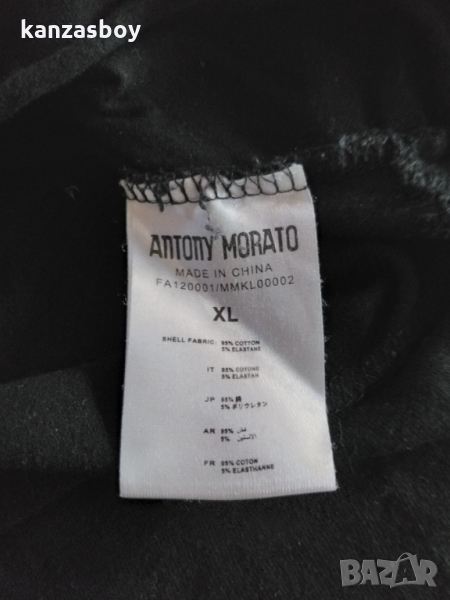 kanzasboy
ANTONY MORATO
MADE IN CHINA
FA120001/MMKL00002
XL
SHELL FABRIC: 95% COTTON
5% ELASTANE
IT 95% COTONE
5% ELASTAN
JP 95% 綿
5% ポリウレタン
AR 95% قطن
5%
FR 95% COTON
5% ELASTHANNE
BAZAR